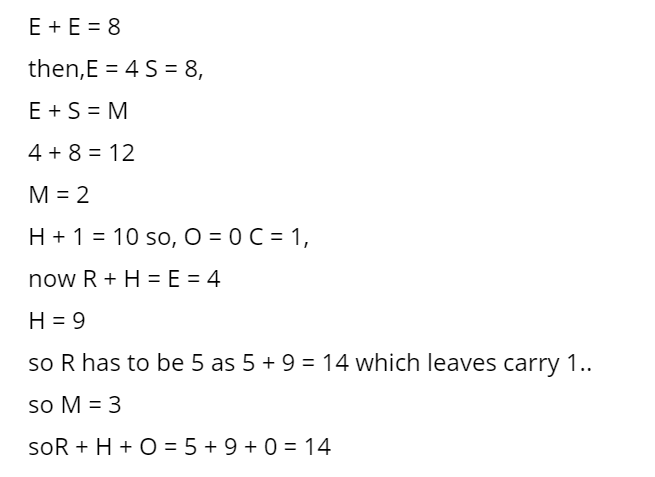 E + E = 8
then,E = 4 S = 8,
E + S = M
4 + 8 = 12
M = 2
H + 1 = 10 so, O = 0 C = 1,
now R + H = E = 4
H = 9
so R has to be 5 as 5 + 9 = 14 which leaves carry 1..
so M = 3
soR + H + O = 5 + 9 + 0 = 14